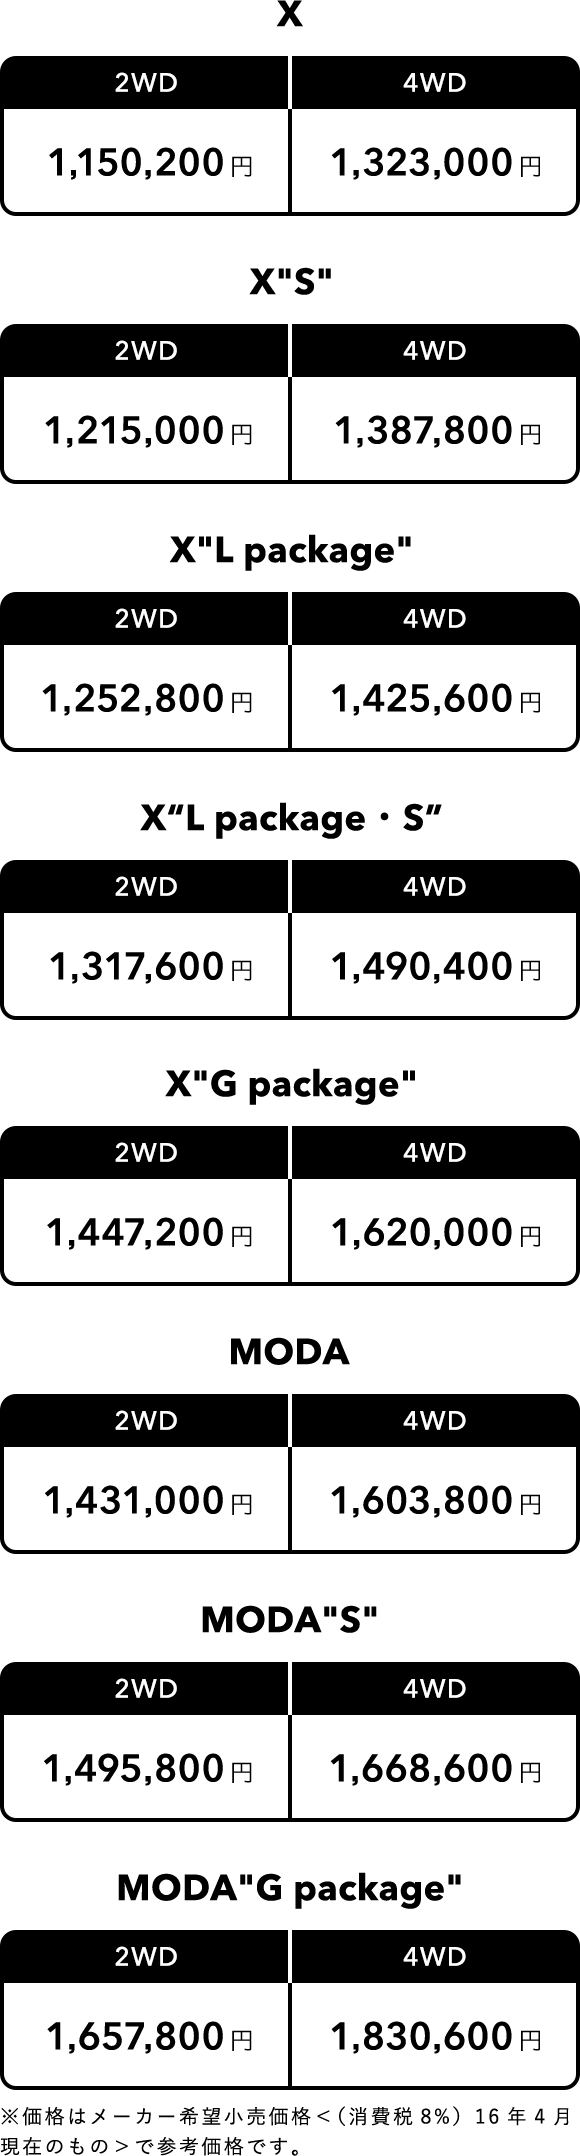 X
2WD 4WD
1,150,200円 1,323,000円
X"S"
2WD 4WD
1,215,000円 1,387,800円
X"L package"
2WD 4WD
1,252,800円 1,425,600円
X“L package・S”
2WD 4WD
1,317,600円 1,490,400円
X"G package"
2WD 4WD
1,447,200円 1,620,000円
MODA
2WD 4WD
1,431,000円 1,603,800円
MODA"S"
2WD 4WD
1,495,800円 1,668,600円
MODA"G package"
2WD 4WD
1,657,800円 1,830,600円
※価格はメーカー希望小売価格＜（消費税8%）16年4月
現在のもの＞で参考価格です。